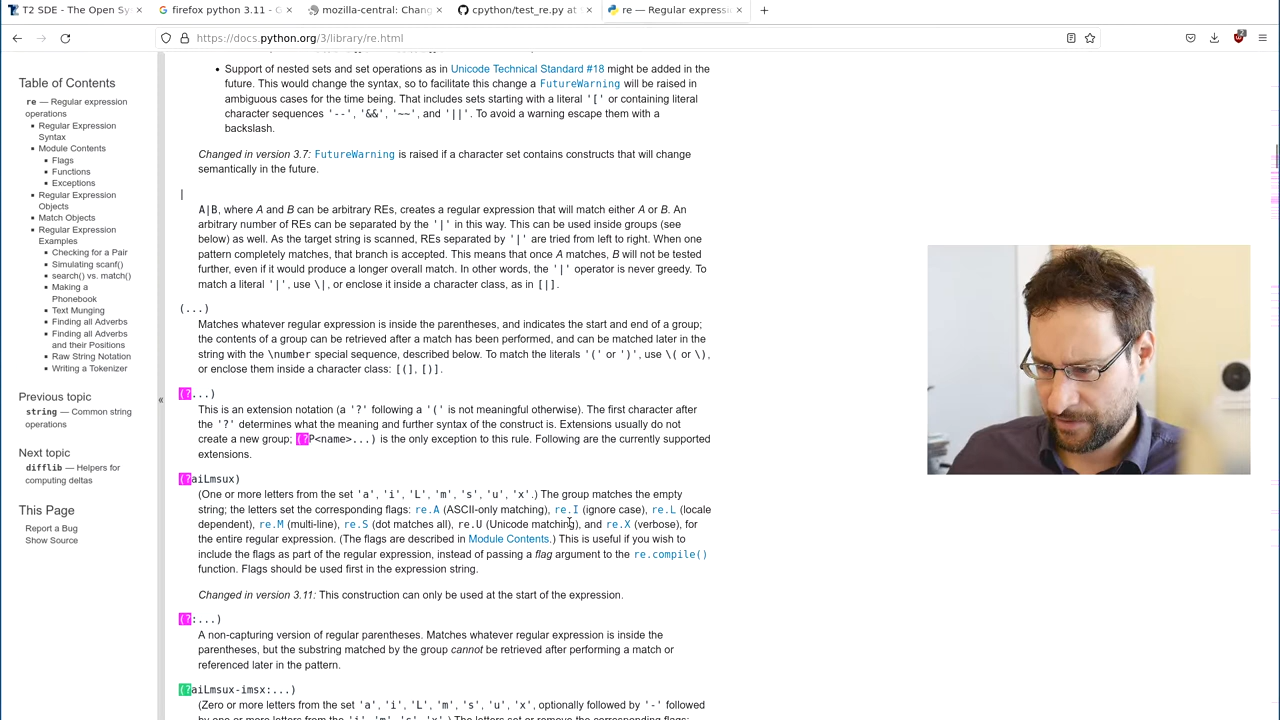 T2 SDE - The Open Sy
firefox python 3.11 - G
mozilla-central: Chang
cpython/test_re.py at
re — Regular expressi
https://docs.python.org/3/library/re.html
Table of Contents
re — Regular expression
operations
Regular Expression
Syntax
Module Contents
Flags
Functions
Exceptions
Regular Expression
Objects
Match Objects
Regular Expression
Examples
Checking for a Pair
Simulating scanf()
search() vs. match()
Making a
Phonebook
Text Munging
Finding all Adverbs
Finding all Adverbs
and their Positions
Raw String Notation
Writing a Tokenizer
Previous topic
string — Common string
operations
Next topic
difflib — Helpers for
computing deltas
This Page
Report a Bug
Show Source
«
• Support of nested sets and set operations as in Unicode Technical Standard #18 might be added in the
future. This would change the syntax, so to facilitate this change a FutureWarning will be raised in
ambiguous cases for the time being. That includes sets starting with a literal '[' or containing literal
character sequences '--', '&&', '~~', and '||'. To avoid a warning escape them with a
backslash.
Changed in version 3.7: FutureWarning is raised if a character set contains constructs that will change
semantically in the future.
|
A|B, where A and B can be arbitrary REs, creates a regular expression that will match either A or B. An
arbitrary number of REs can be separated by the '|' in this way. This can be used inside groups (see
below) as well. As the target string is scanned, REs separated by '|' are tried from left to right. When one
pattern completely matches, that branch is accepted. This means that once A matches, B will not be tested
further, even if it would produce a longer overall match. In other words, the '|' operator is never greedy. To
match a literal '|', use \|, or enclose it inside a character class, as in [|].
(...)
Matches whatever regular expression is inside the parentheses, and indicates the start and end of a group;
the contents of a group can be retrieved after a match has been performed, and can be matched later in the
string with the \number special sequence, described below. To match the literals '(' or ')', use \( or \),
or enclose them inside a character class: [(], [)].
(?...)
This is an extension notation (a '?' following a '(' is not meaningful otherwise). The first character after
the '?' determines what the meaning and further syntax of the construct is. Extensions usually do not
create a new group; (?P<name>...) is the only exception to this rule. Following are the currently supported
extensions.
(?aiLmsux)
(One or more letters from the set 'a', 'i', 'L', 'm', 's', 'u', 'x'.) The group matches the empty
string; the letters set the corresponding flags: re.A (ASCII-only matching), re.I (ignore case), re.L (locale
dependent), re.M (multi-line), re.S (dot matches all), re.U (Unicode matching), and re.X (verbose), for
the entire regular expression. (The flags are described in Module Contents.) This is useful if you wish to
include the flags as part of the regular expression, instead of passing a flag argument to the re.compile()
function. Flags should be used first in the expression string.
Changed in version 3.11: This construction can only be used at the start of the expression.
(?:...)
A non-capturing version of regular parentheses. Matches whatever regular expression is inside the
parentheses, but the substring matched by the group cannot be retrieved after performing a match or
referenced later in the pattern.
(?aiLmsux-imsx:...)
(Zero or more letters from the set 'a', 'i', 'L', 'm', 's', 'u', 'x', optionally followed by '-' followed
by one or more letters from the 'i', 'm', 's', 'x'.) The letters set or remove the corresponding flags: